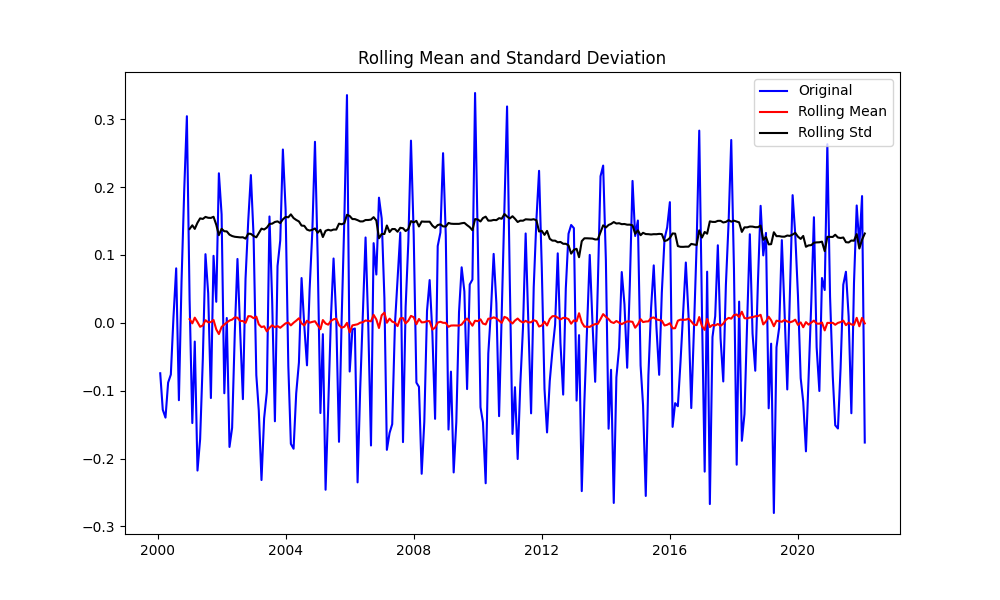 Rolling Mean and Standard Deviation
Original
Rolling Mean
Rolling Std
0.3
0.2
0.1
0.0
−0.1
−0.2
−0.3
2000 2004 2008 2012 2016 2020